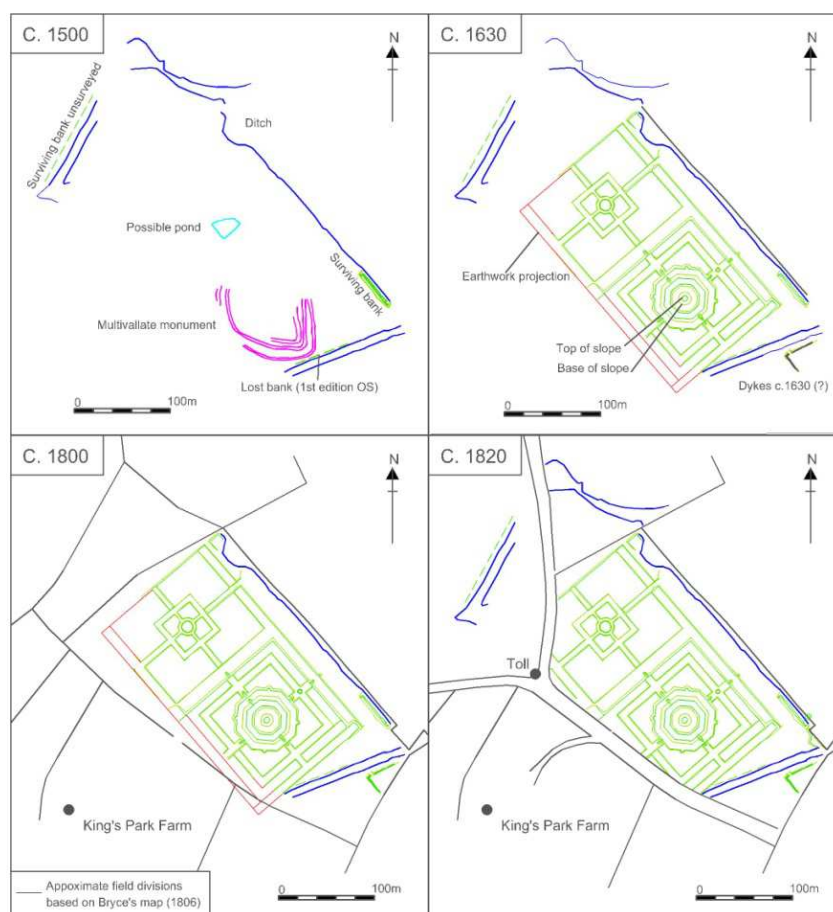 C. 1500
N
Surviving bank unsurveyed
Ditch
Possible pond
Surviving bank
Multivallate monument
Lost bank (1st edition OS)
0 100m
C. 1630
N
Earthwork projection
Top of slope
Base of slope
Dykes c.1630 (?)
0 100m
C. 1800
N
King's Park Farm
Appoximate field divisions
based on Bryce's map (1806)
0 100m
C. 1820
N
Toll
King's Park Farm
0 100m